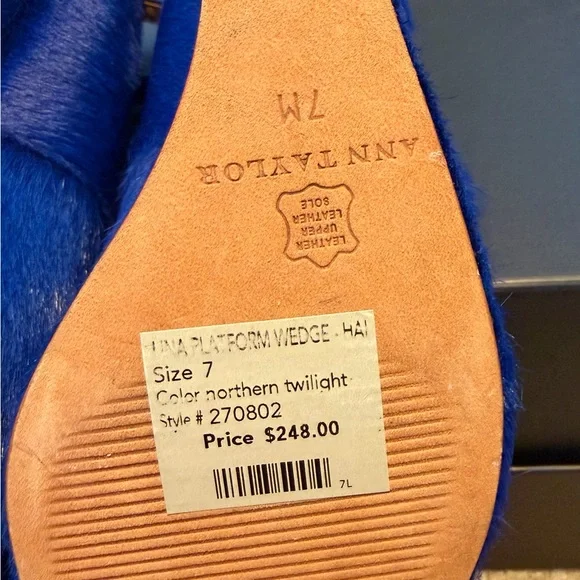 7M
ANN TAYLOR
LEATHER
UPPER
LEATHER
SOLE
PLATFORM WEDGE - HAI
Size 7
Color northern twilight
Style # 270802
Price $248.00
7L